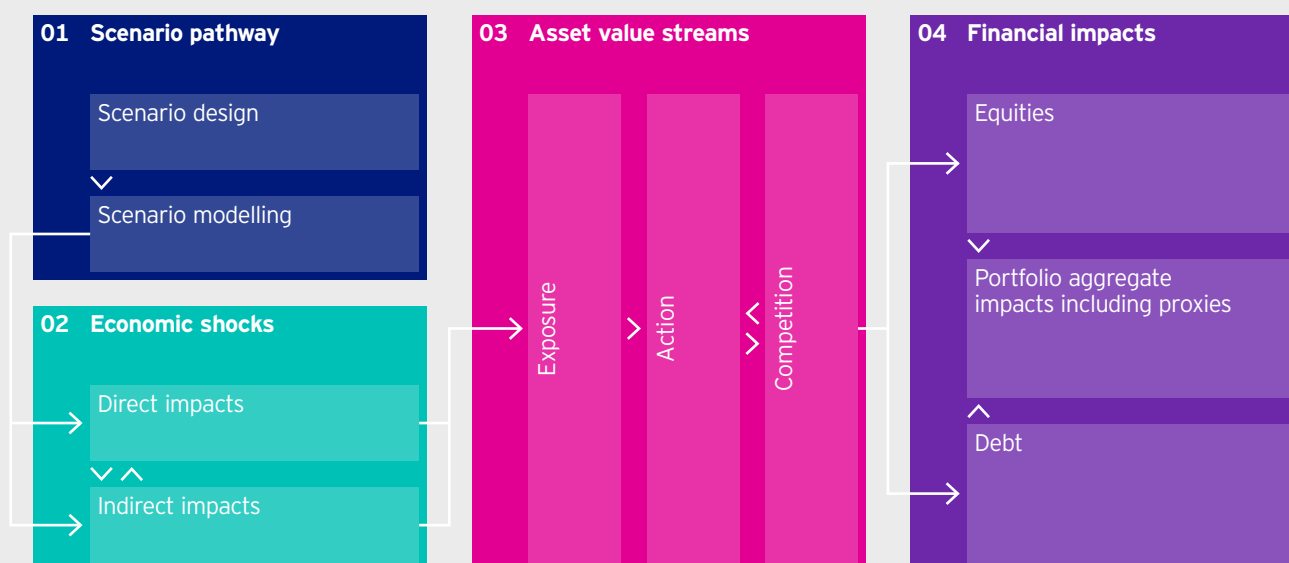 01 Scenario pathway
Scenario design
Scenario modelling
02 Economic shocks
Direct impacts
Indirect impacts
03 Asset value streams
Exposure
Action
Competition
04 Financial impacts
Equities
Portfolio aggregate
impacts including proxies
Debt